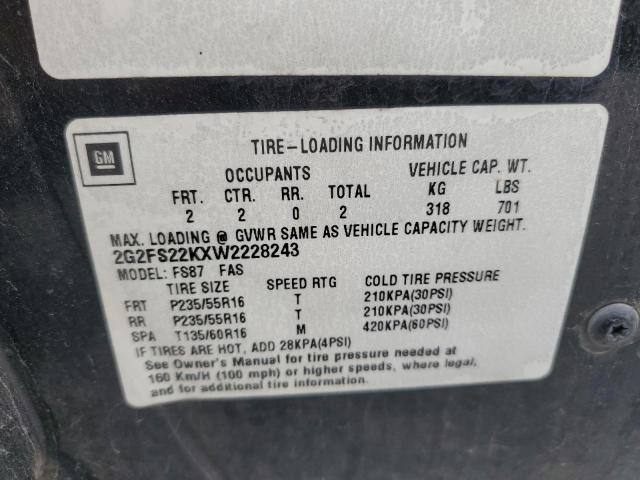 GM
TIRE-LOADING INFORMATION
OCCUPANTS VEHICLE CAP. WT.
FRT. CTR. RR. TOTAL KG LBS
2 2 0 2 318 701
MAX. LOADING @ GVWR SAME AS VEHICLE CAPACITY WEIGHT.
2G2FS22KXW2228243
MODEL: FS87 FAS
TIRE SIZE SPEED RTG COLD TIRE PRESSURE
FRT P235/55R16 T 210KPA(30PSI)
RR P235/55R16 T 210KPA(30PSI)
SPA T135/60R16 M 420KPA(60PSI)
IF TIRES ARE HOT, ADD 28KPA(4PSI)
See Owner's Manual for tire pressure needed at
160 Km/H (100 mph) or higher speeds, where legal,
and for additional tire information.